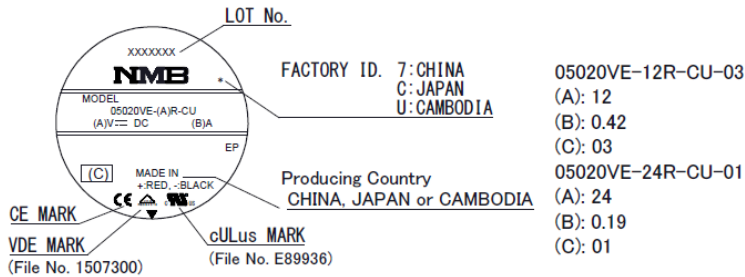 LOT No.
XXXXXXX
NMB
*
MODEL
05020VE-(A)R-CU
(A)V⎓ DC (B)A
EP
(C)
MADE IN
+:RED, -:BLACK
CE
FACTORY ID. 7:CHINA
C:JAPAN
U:CAMBODIA
Producing Country
CHINA, JAPAN or CAMBODIA
CE MARK
VDE MARK
(File No. 1507300)
cULus MARK
(File No. E89936)
05020VE-12R-CU-03
(A): 12
(B): 0.42
(C): 03
05020VE-24R-CU-01
(A): 24
(B): 0.19
(C): 01